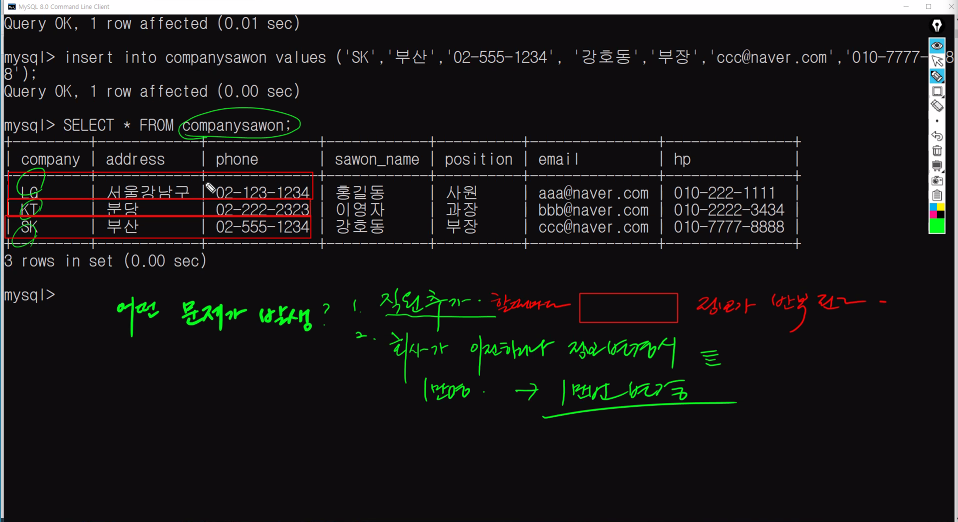 MySQL 8.0 Command Line Client
Query OK, 1 row affected (0.01 sec)
mysql> insert into companysawon values ('SK','부산','02-555-1234', '강호동','부장','ccc@naver.com','010-7777-888
8');
Query OK, 1 row affected (0.00 sec)
mysql> SELECT * FROM companysawon;
| company | address | phone | sawon_name | position | email | hp |
| LG | 서울강남구 | 02-123-1234 | 홍길동 | 사원 | aaa@naver.com | 010-222-1111 |
| KT | 분당 | 02-222-2323 | 이영자 | 과장 | bbb@naver.com | 010-2222-3434 |
| SK | 부산 | 02-555-1234 | 강호동 | 부장 | ccc@naver.com | 010-7777-8888 |
3 rows in set (0.00 sec)
mysql>
어떤 문제가 발생? 1. 직원추가. 할때마다 정보가 반복된다
2. 회사가 이전하거나 정보변경시
1만명 → 1만번 변경